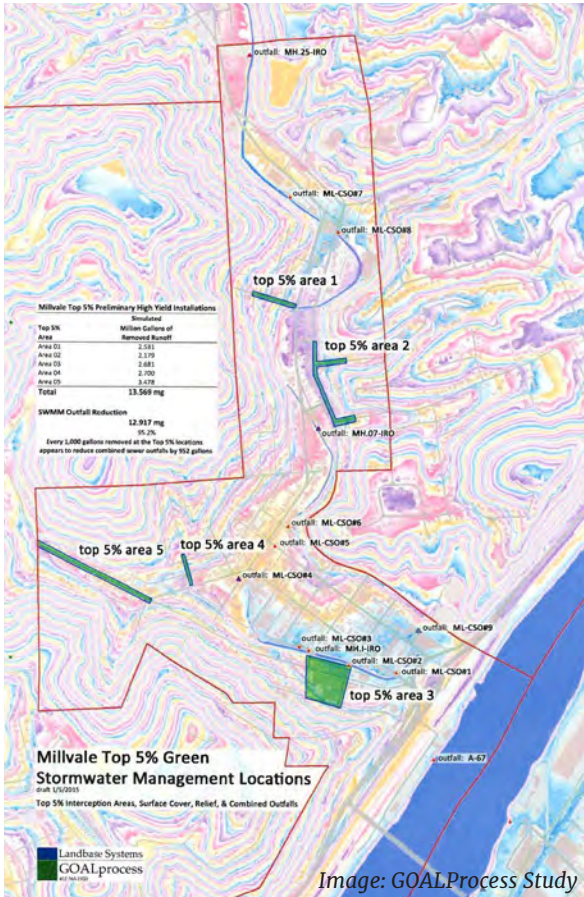 outfall: MH.25-IRO
outfall: ML-CSO#7
outfall: ML-CSO#8
top 5% area 1
Millvale Top 5% Preliminary High Yield Installations
Simulated
Top 5% Million Gallons of
Area Removed Runoff
Area 01 2.531
Area 02 2.179
Area 03 2.681
Area 04 2.700
Area 05 3.478
Total 13.569 mg
SWMM Outfall Reduction
12.917 mg
95.2%
Every 1,000 gallons removed at the Top 5% locations
appears to reduce combined sewer outfalls by 952 gallons
top 5% area 2
outfall: MH.07-IRO
outfall: ML-CSO#6
outfall: ML-CSO#5
top 5% area 4
top 5% area 5
outfall: ML-CSO#4
outfall: ML-CSO#9
outfall: ML-CSO#3
outfall: MH.I-IRO
outfall: ML-CSO#2
outfall: ML-CSO#1
top 5% area 3
outfall: A-67
Millvale Top 5% Green
Stormwater Management Locations
draft 1/5/2015
Top 5% Interception Areas, Surface Cover, Relief, & Combined Outfalls
Landbase Systems
GOALprocess
Image: GOALProcess Study